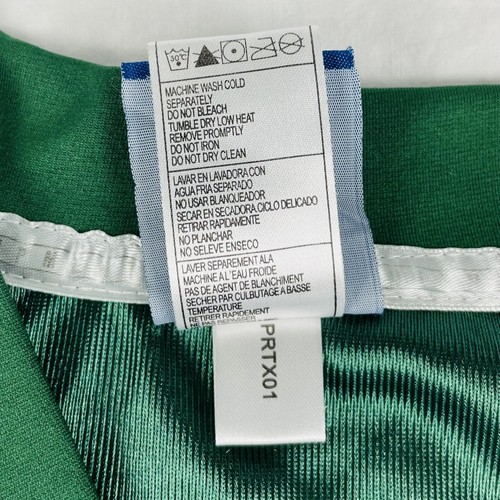 30°C
MACHINE WASH COLD
SEPARATELY
DO NOT BLEACH
TUMBLE DRY LOW HEAT
REMOVE PROMPTLY
DO NOT IRON
DO NOT DRY CLEAN
LAVAR EN LAVADORA CON
AGUA FRIA SEPARADO
NO USAR BLANQUEADOR
SECAR EN SECADORA CICLO DELICADO
RETIRAR RAPIDAMENTE
NO PLANCHAR
NO SELEVE ENSECO
LAVER SEPAREMENT ALA
MACHINE A L'EAU FROIDE
PAS DE AGENT DE BLANCHIMENT
SECHER PAR CULBUTAGE A BASSE
TEMPERATURE
RETIRER RAPIDEMENT
NE PAS REPASSER
PRTX01